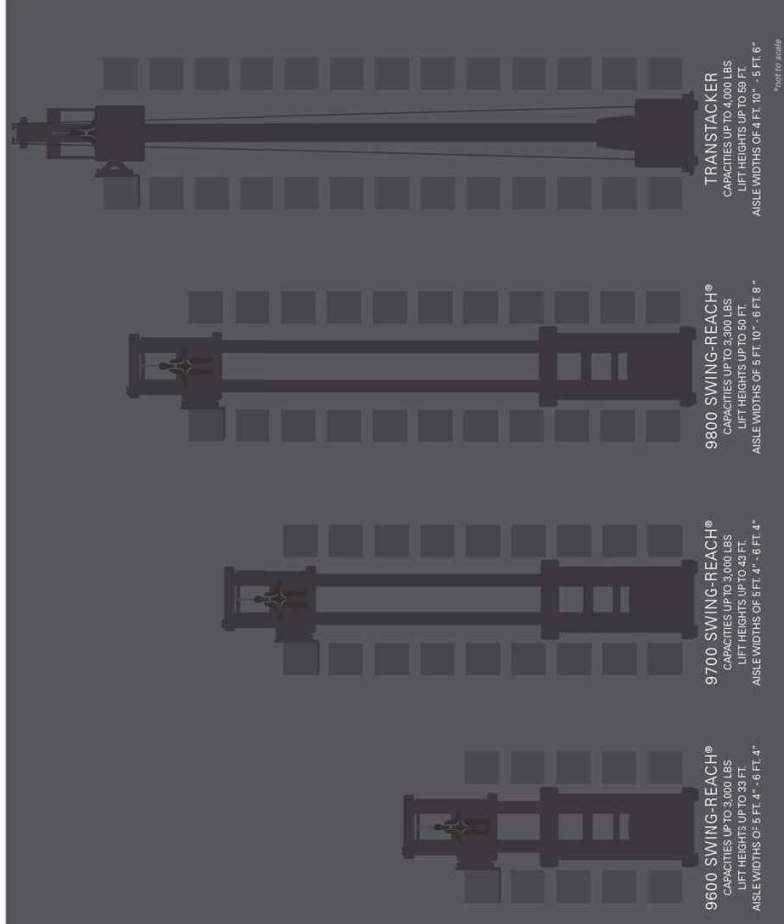 9600 SWING-REACH®
CAPACITIES UP TO 3,000 LBS
LIFT HEIGHTS UP TO 33 FT.
AISLE WIDTHS OF 5 FT. 4" - 6 FT. 4"
9700 SWING-REACH®
CAPACITIES UP TO 3,000 LBS
LIFT HEIGHTS UP TO 43 FT.
AISLE WIDTHS OF 5 FT. 4" - 6 FT. 4"
9800 SWING-REACH®
CAPACITIES UP TO 3,300 LBS
LIFT HEIGHTS UP TO 50 FT.
AISLE WIDTHS OF 5 FT. 10" - 6 FT. 8"
TRANSTACKER
CAPACITIES UP TO 4,000 LBS
LIFT HEIGHTS UP TO 59 FT.
AISLE WIDTHS OF 4 FT. 10" - 5 FT. 6"
*not to scale